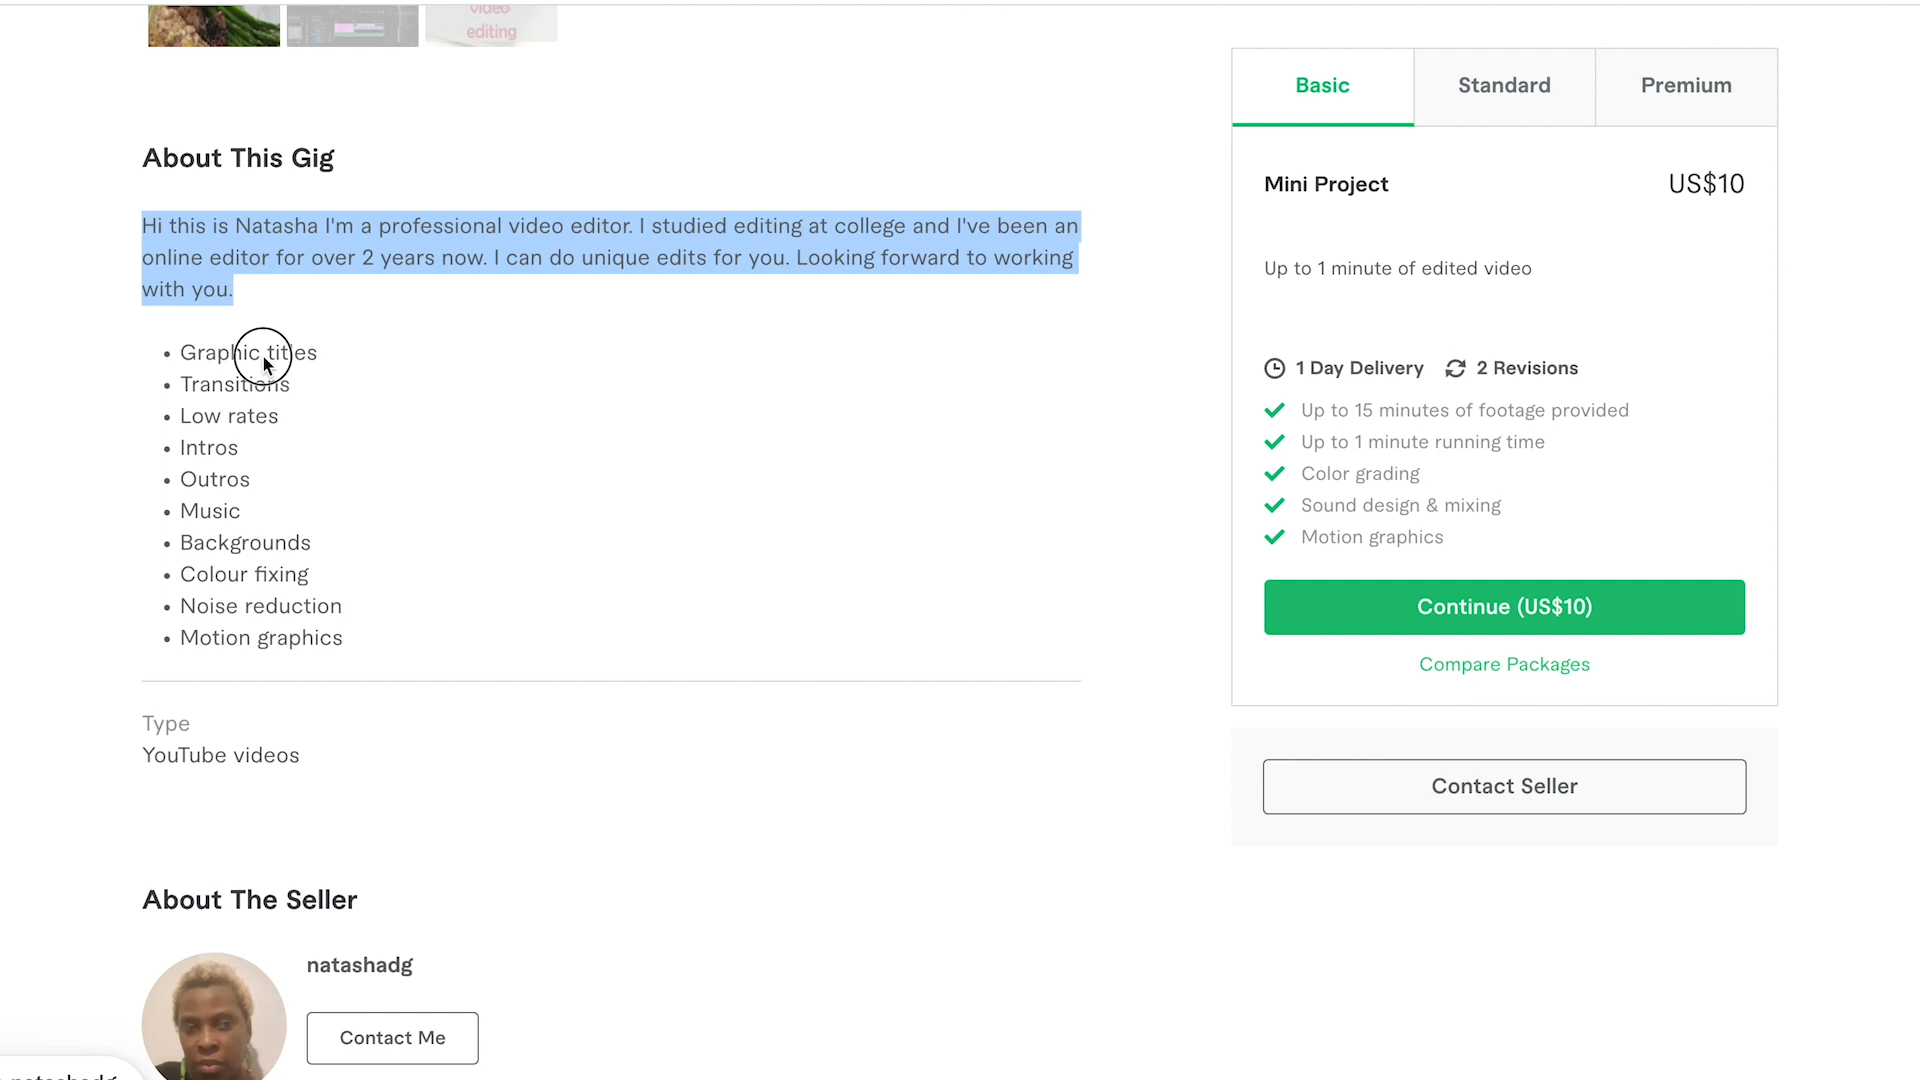 video
editing
Basic
Standard
Premium
About This Gig
Mini Project
US$10
Hi this is Natasha I'm a professional video editor. I studied editing at college and I've been an
online editor for over 2 years now. I can do unique edits for you. Looking forward to working
with you.
Up to 1 minute of edited video
Graphic titles
Transitions
Low rates
Intros
Outros
Music
Backgrounds
Colour fixing
Noise reduction
Motion graphics
1 Day Delivery
2 Revisions
Up to 15 minutes of footage provided
Up to 1 minute running time
Color grading
Sound design & mixing
Motion graphics
Continue (US$10)
Compare Packages
Type
YouTube videos
Contact Seller
About The Seller
natashadg
Contact Me
natashadg